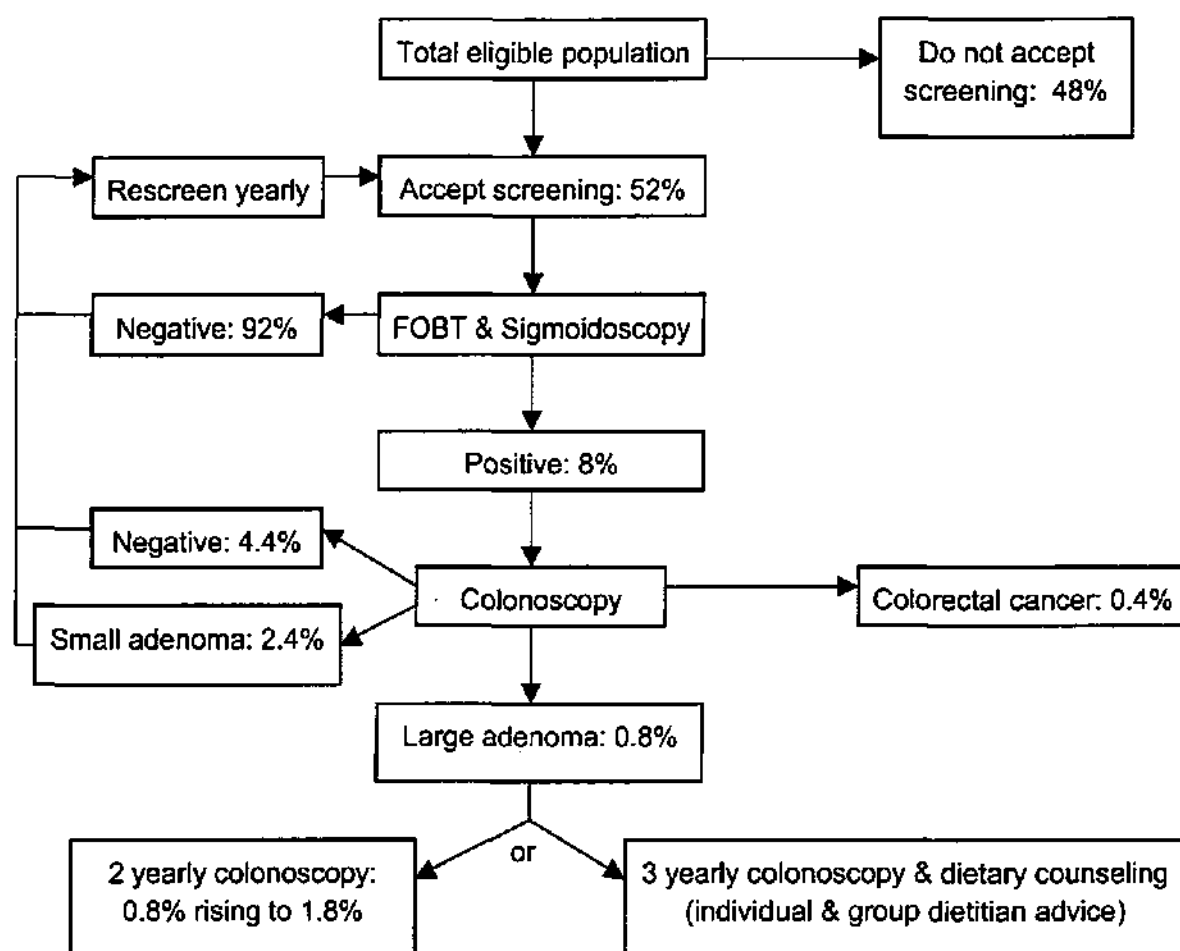 Total eligible population
Do not accept
screening: 48%
Rescreen yearly
Accept screening: 52%
Negative: 92%
FOBT & Sigmoidoscopy
Positive: 8%
Negative: 4.4%
Colonoscopy
Colorectal cancer: 0.4%
Small adenoma: 2.4%
Large adenoma: 0.8%
or
2 yearly colonoscopy:
0.8% rising to 1.8%
3 yearly colonoscopy & dietary counseling
(individual & group dietitian advice)